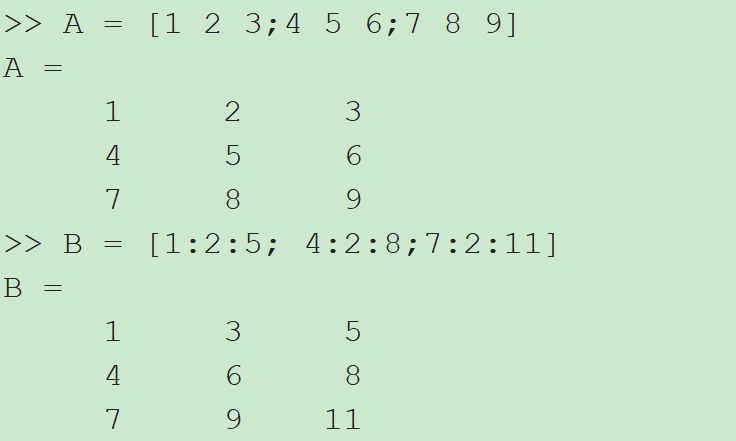 >> A = [1 2 3;4 5 6;7 8 9]
A =
1 2 3
4 5 6
7 8 9
>> B = [1:2:5; 4:2:8;7:2:11]
B =
1 3 5
4 6 8
7 9 11